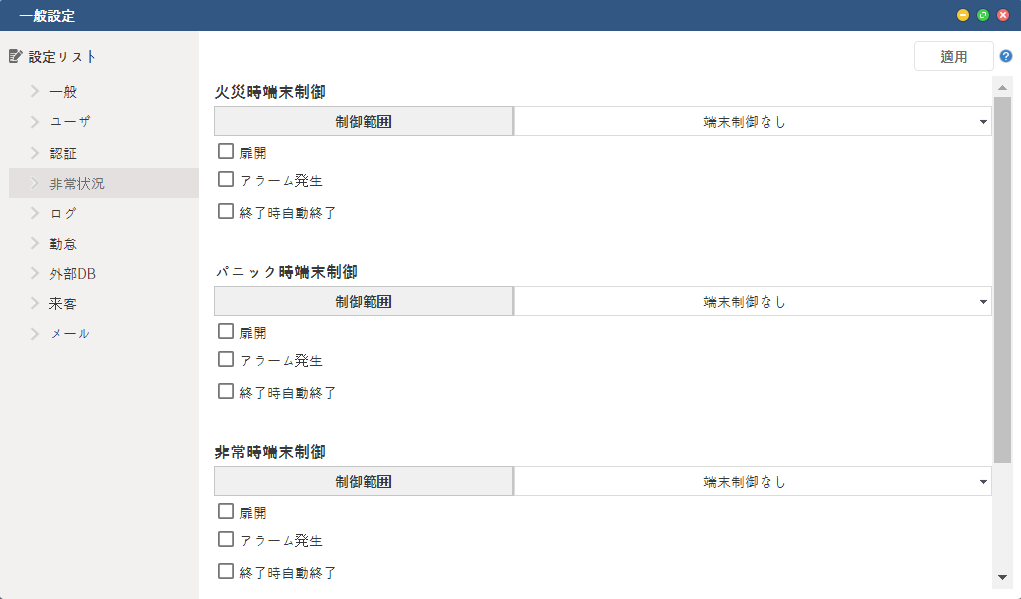 一般設定
設定リスト
一般
ユーザ
認証
非常状況
ログ
勤怠
外部DB
来客
メール
適用
火災時端末制御
制御範囲
端末制御なし
扉開
アラーム発生
終了時自動終了
パニック時端末制御
制御範囲
端末制御なし
扉開
アラーム発生
終了時自動終了
非常時端末制御
制御範囲
端末制御なし
扉開
アラーム発生
終了時自動終了